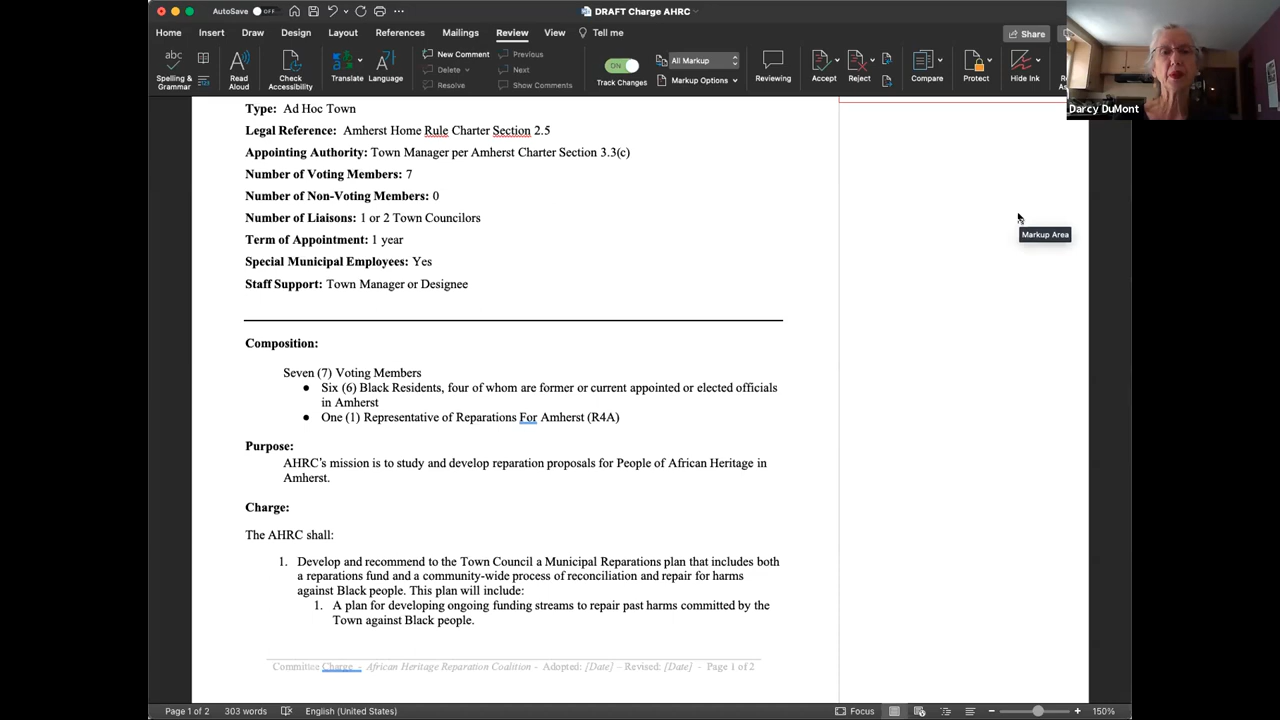 AutoSave OFF DRAFT Charge AHRC
Home Insert Draw Design Layout References Mailings Review View Tell me Share
Spelling & Grammar Read Aloud Check Accessibility Translate Language New Comment Delete Resolve Previous Next Show Comments ON Track Changes All Markup Markup Options Reviewing Accept Reject Compare Protect Hide Ink
Darcy DuMont
Type: Ad Hoc Town
Legal Reference: Amherst Home Rule Charter Section 2.5
Appointing Authority: Town Manager per Amherst Charter Section 3.3(c)
Number of Voting Members: 7
Number of Non-Voting Members: 0
Number of Liaisons: 1 or 2 Town Councilors
Markup Area
Term of Appointment: 1 year
Special Municipal Employees: Yes
Staff Support: Town Manager or Designee
Composition:
Seven (7) Voting Members
● Six (6) Black Residents, four of whom are former or current appointed or elected officials
in Amherst
● One (1) Representative of Reparations For Amherst (R4A)
Purpose:
AHRC's mission is to study and develop reparation proposals for People of African Heritage in
Amherst.
Charge:
The AHRC shall:
1. Develop and recommend to the Town Council a Municipal Reparations plan that includes both
a reparations fund and a community-wide process of reconciliation and repair for harms
against Black people. This plan will include:
1. A plan for developing ongoing funding streams to repair past harms committed by the
Town against Black people.
Committee Charge - African Heritage Reparation Coalition - Adopted: [Date] – Revised: [Date] - Page 1 of 2
Page 1 of 2 303 words English (United States) Focus 150%